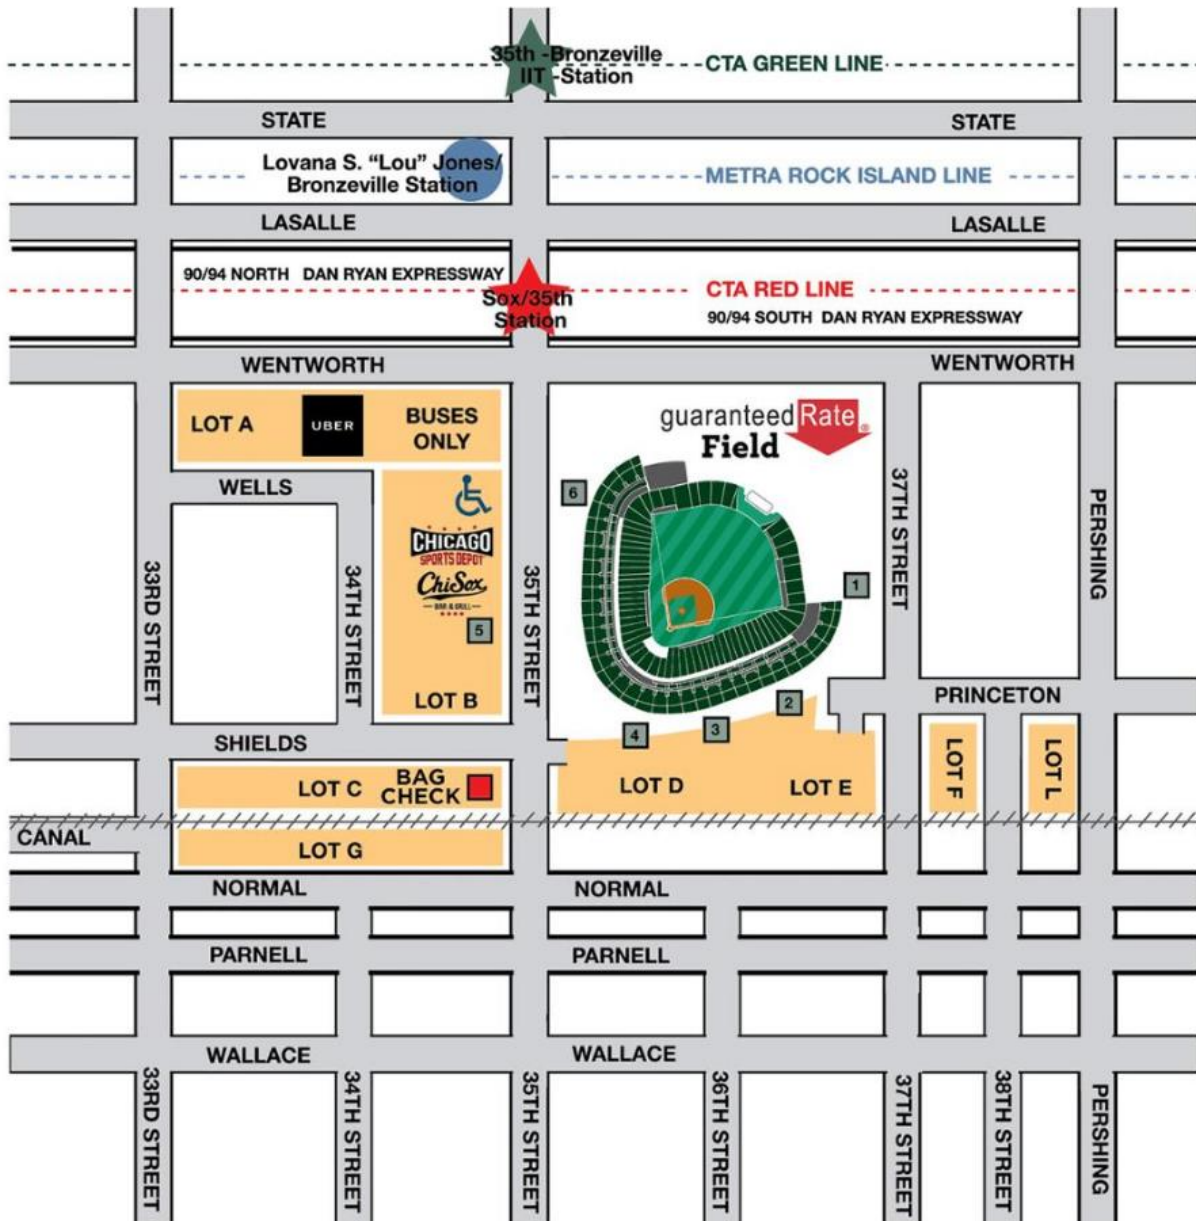 35th -Bronzeville
IIT -Station
CTA GREEN LINE
STATE
STATE
Lovana S. “Lou” Jones/
Bronzeville Station
METRA ROCK ISLAND LINE
LASALLE
LASALLE
90/94 NORTH DAN RYAN EXPRESSWAY
Sox/35th
Station
CTA RED LINE
90/94 SOUTH DAN RYAN EXPRESSWAY
WENTWORTH
WENTWORTH
LOT A
UBER
BUSES
ONLY
guaranteed Rate®
Field
WELLS
CHICAGO
SPORTS DEPOT
ChiSox
BAR & GRILL
5
LOT B
6
1
2
3
4
33RD STREET
34TH STREET
35TH STREET
37TH STREET
PERSHING
PRINCETON
SHIELDS
LOT C
BAG
CHECK
LOT D
LOT E
LOT F
LOT L
CANAL
LOT G
NORMAL
NORMAL
PARNELL
PARNELL
WALLACE
WALLACE
33RD STREET
34TH STREET
35TH STREET
36TH STREET
37TH STREET
38TH STREET
PERSHING